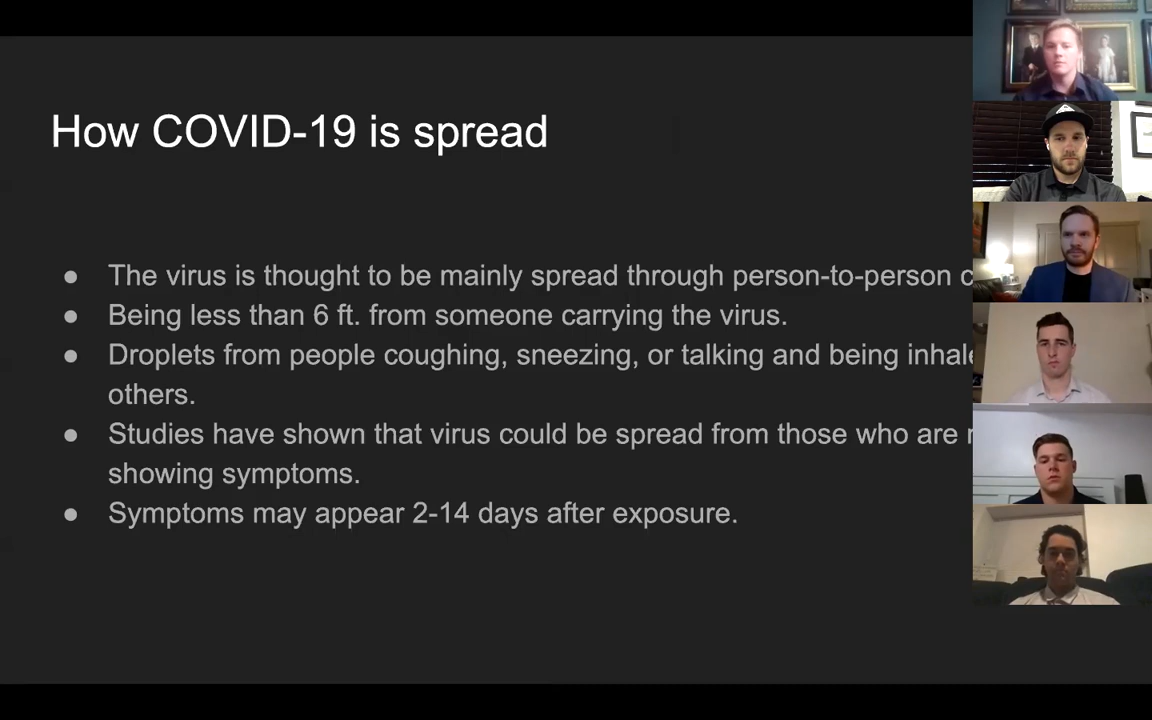 How COVID-19 is spread
● The virus is thought to be mainly spread through person-to-person
● Being less than 6 ft. from someone carrying the virus.
● Droplets from people coughing, sneezing, or talking and being
others.
● Studies have shown that virus could be spread from those who are
showing symptoms.
● Symptoms may appear 2-14 days after exposure.